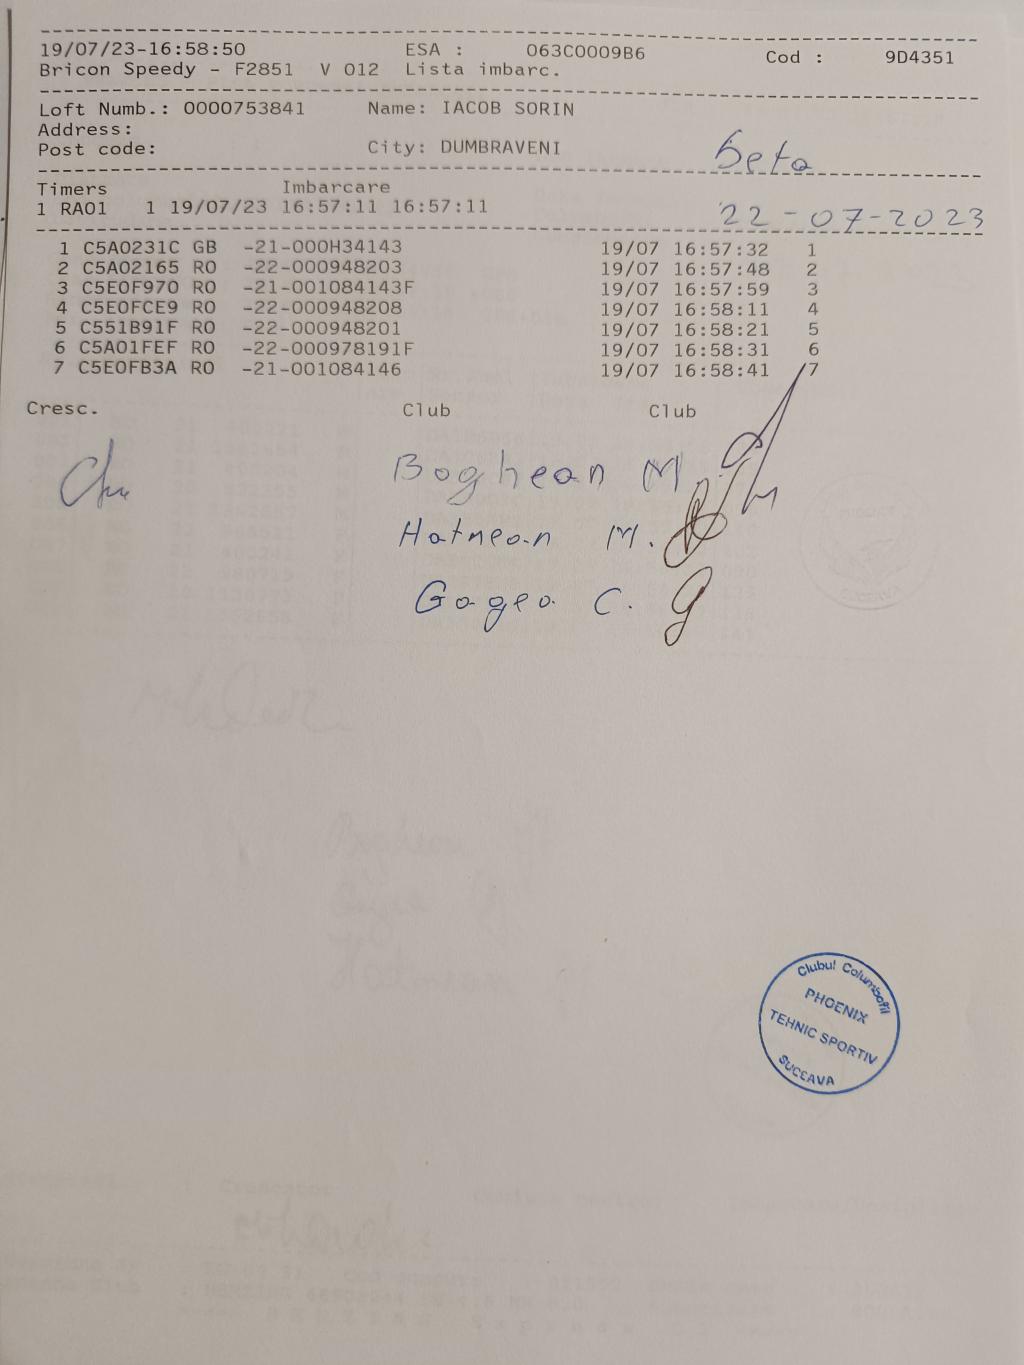 19/07/23-16:58:50 ESA : 063C0009B6 Cod : 9D4351
Bricon Speedy - F2851 V 012 Lista imbarc.
Loft Numb.: 0000753841 Name: IACOB SORIN
Address:
Post code: City: DUMBRAVENI
Beta
Timers Imbarcare
1 RA01 1 19/07/23 16:57:11 16:57:11
22-07-2023
1 C5A0231C GB -21-000H34143 19/07 16:57:32 1
2 C5A02165 RO -22-000948203 19/07 16:57:48 2
3 C5E0F970 RO -21-001084143F 19/07 16:57:59 3
4 C5E0FCE9 RO -22-000948208 19/07 16:58:11 4
5 C551B91F RO -22-000948201 19/07 16:58:21 5
6 C5A01FEF RO -22-000978191F 19/07 16:58:31 6
7 C5E0FB3A RO -21-001084146 19/07 16:58:41 7
Cresc. Club Club
Boghean M.
Hatnean M.
Gogea C.
Clubul Columbofil
PHOENIX
TEHNIC SPORTIV
SUCEAVA